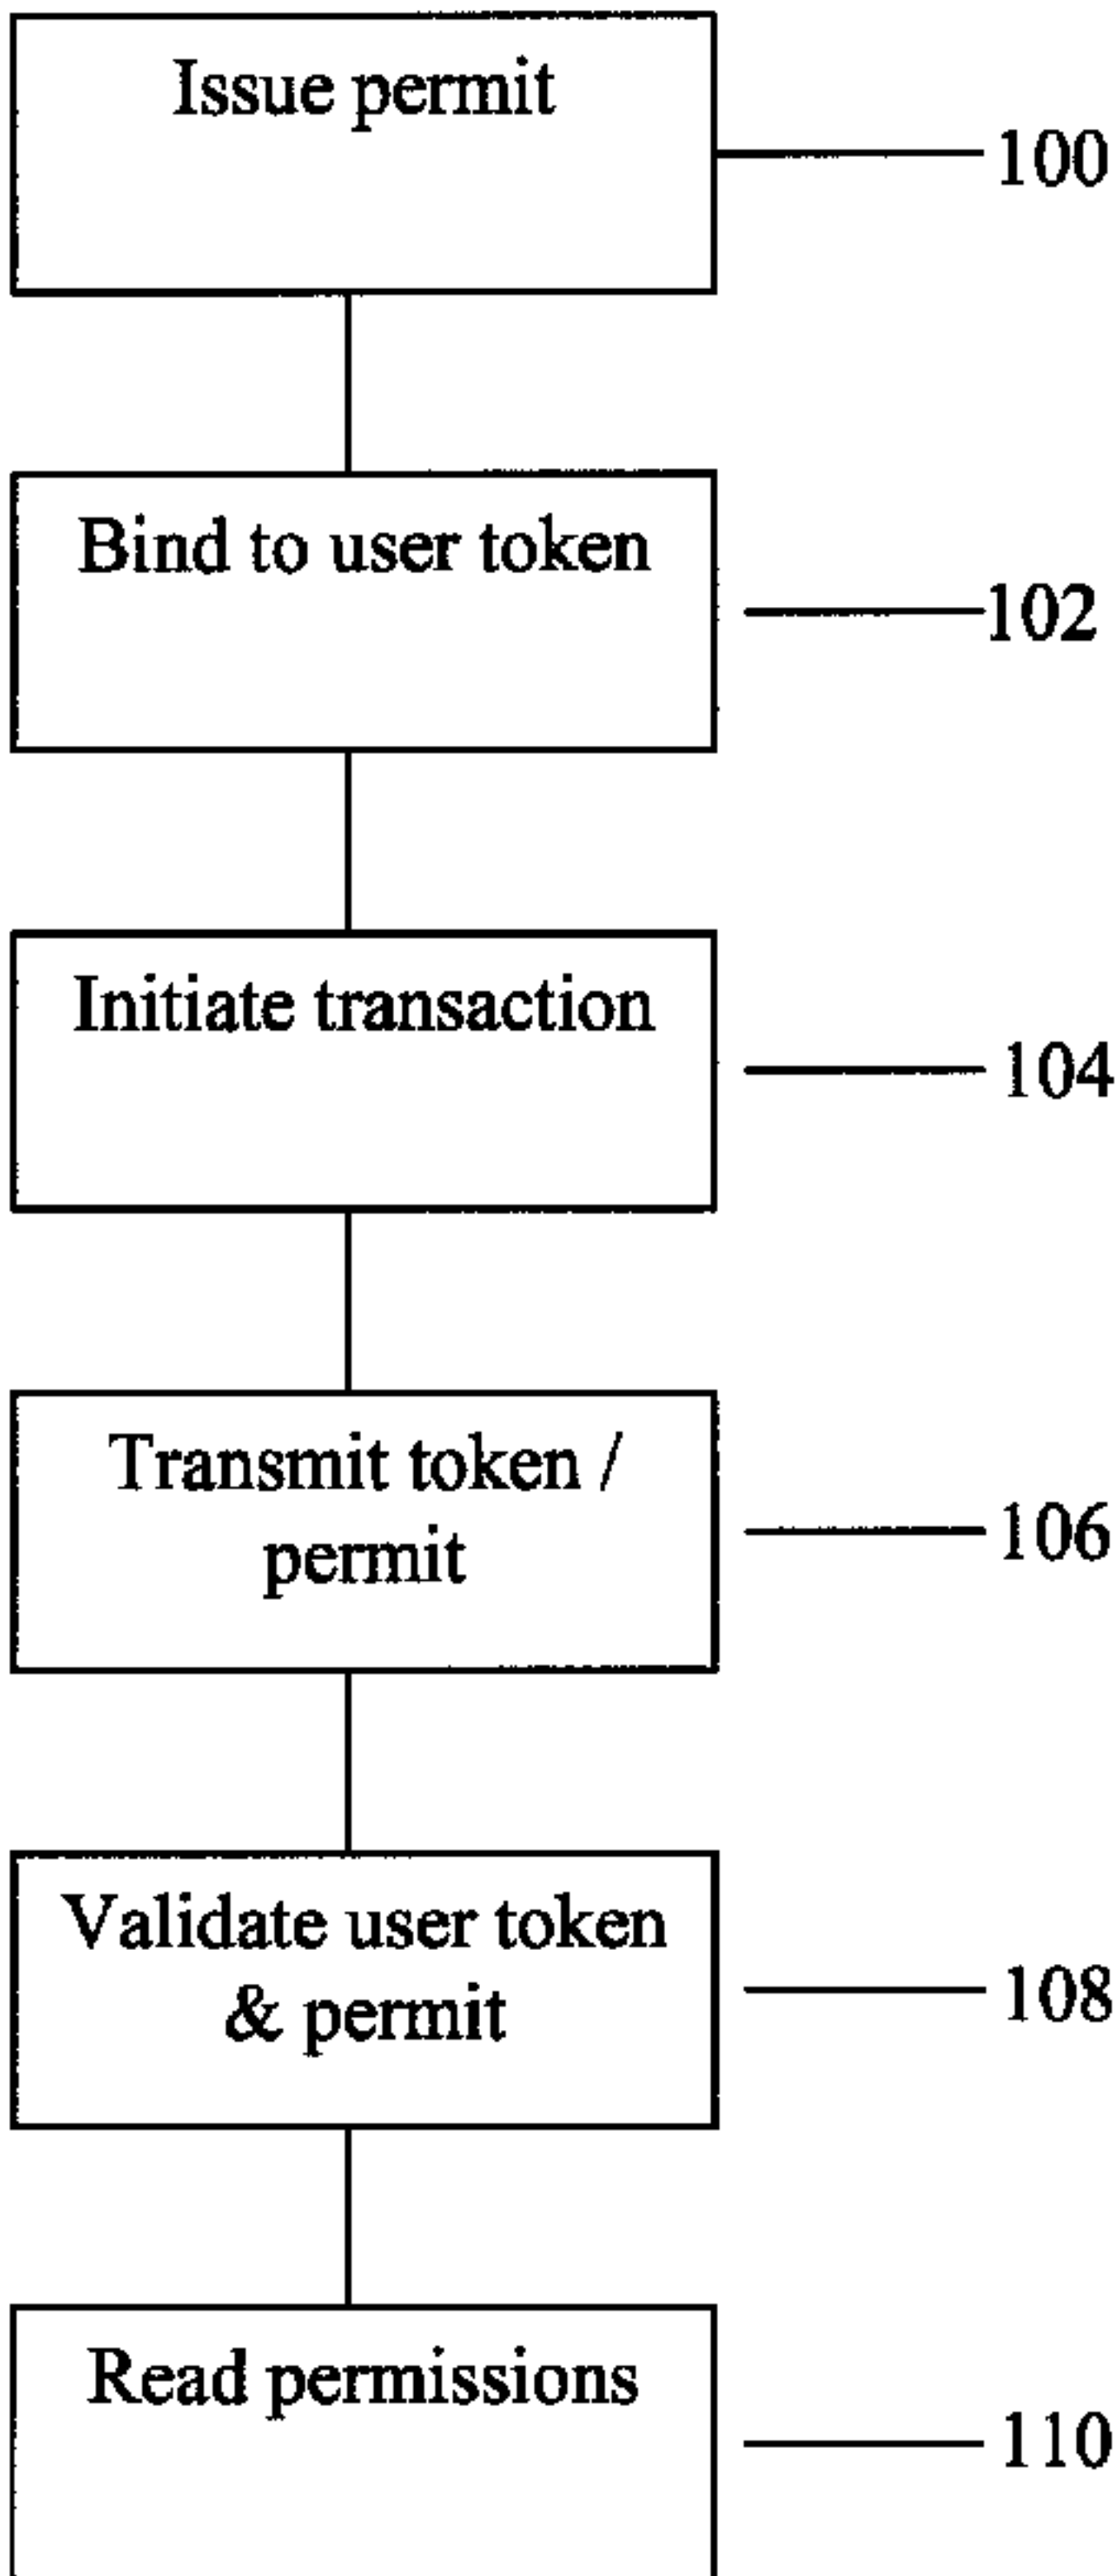 Issue permit
100
Bind to user token
102
Initiate transaction
104
Transmit token /
permit
106
Validate user token
& permit
108
Read permissions
110